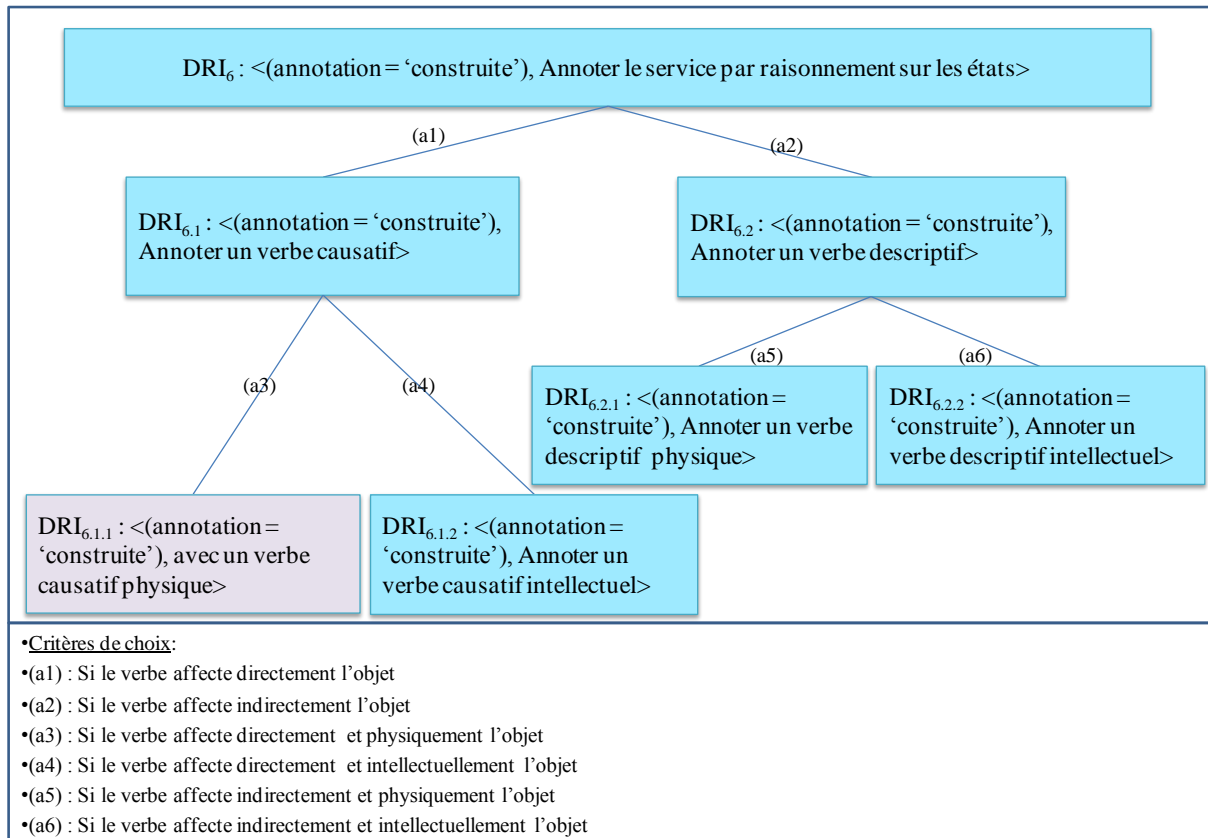 DRI6 : <(annotation = ‘construite’), Annoter le service par raisonnement sur les états>
(a1)
(a2)
DRI6.1 : <(annotation = ‘construite’),
Annoter un verbe causatif>
DRI6.2 : <(annotation = ‘construite’),
Annoter un verbe descriptif>
(a3)
(a4)
(a5)
(a6)
DRI6.2.1 : <(annotation =
‘construite’), Annoter un verbe
descriptif physique>
DRI6.2.2 : <(annotation =
‘construite’), Annoter un
verbe descriptif intellectuel>
DRI6.1.1 : <(annotation =
‘construite’), avec un verbe
causatif physique>
DRI6.1.2 : <(annotation =
‘construite’), Annoter un
verbe causatif intellectuel>
•Critères de choix:
•(a1) : Si le verbe affecte directement l’objet
•(a2) : Si le verbe affecte indirectement l’objet
•(a3) : Si le verbe affecte directement et physiquement l’objet
•(a4) : Si le verbe affecte directement et intellectuellement l’objet
•(a5) : Si le verbe affecte indirectement et physiquement l’objet
•(a6) : Si le verbe affecte indirectement et intellectuellement l’objet